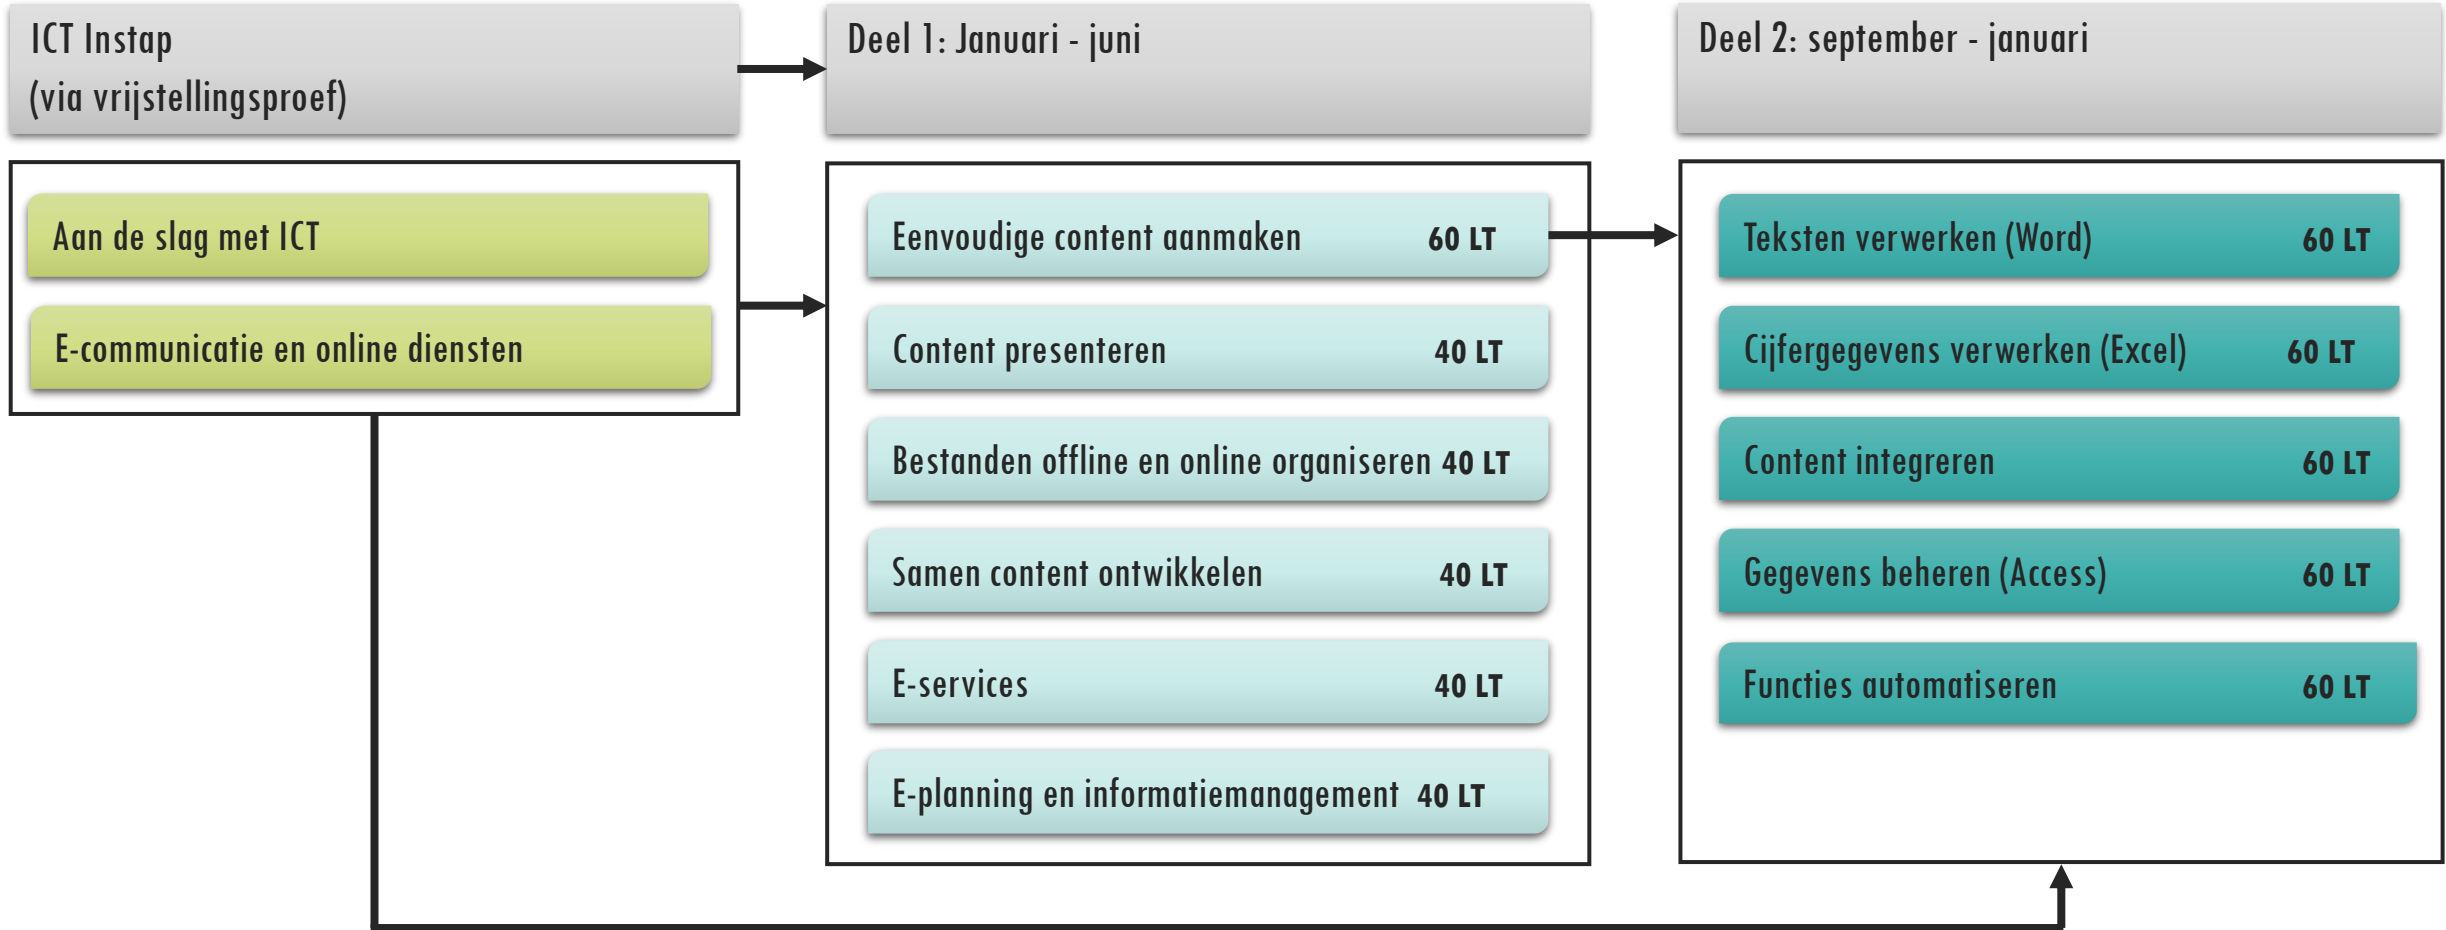 ICT Instap
(via vrijstellingsproef)
Aan de slag met ICT
E-communicatie en online diensten
Deel 1: Januari - juni
Eenvoudige content aanmaken 60 LT
Content presenteren 40 LT
Bestanden offline en online organiseren 40 LT
Samen content ontwikkelen 40 LT
E-services 40 LT
E-planning en informatiemanagement 40 LT
Deel 2: september - januari
Teksten verwerken (Word) 60 LT
Cijfergegevens verwerken (Excel) 60 LT
Content integreren 60 LT
Gegevens beheren (Access) 60 LT
Functies automatiseren 60 LT